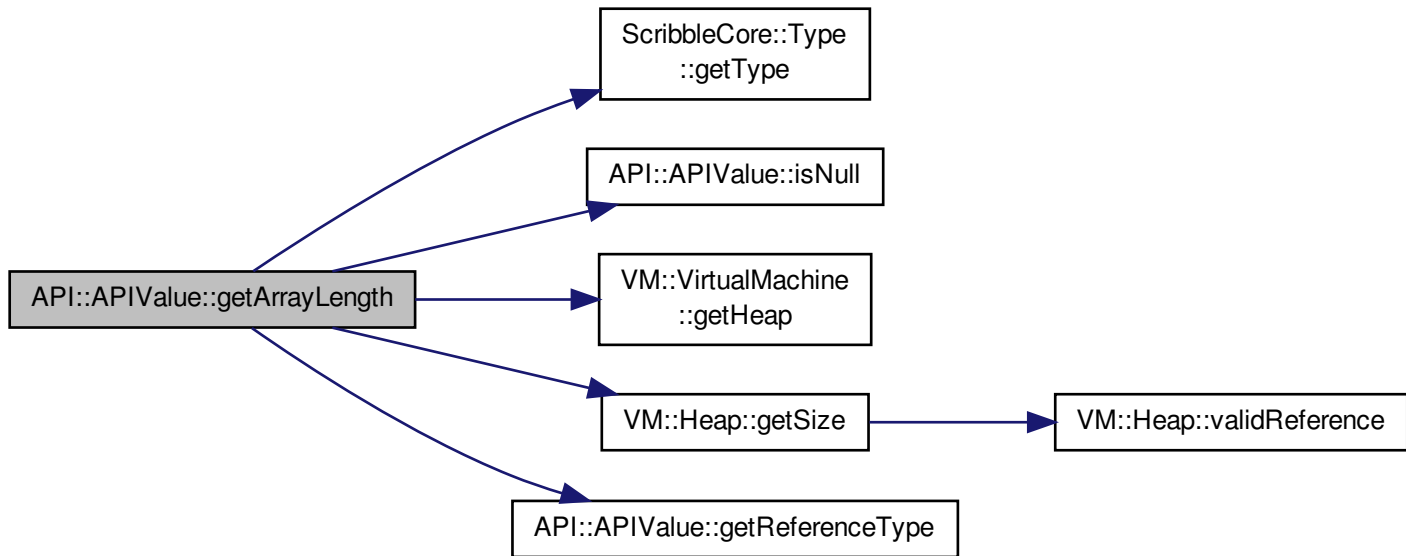 ScribbleCore::Type
::getType
API::APIValue::isNull
API::APIValue::getArrayLength
VM::VirtualMachine
::getHeap
VM::Heap::getSize
VM::Heap::validReference
API::APIValue::getReferenceType